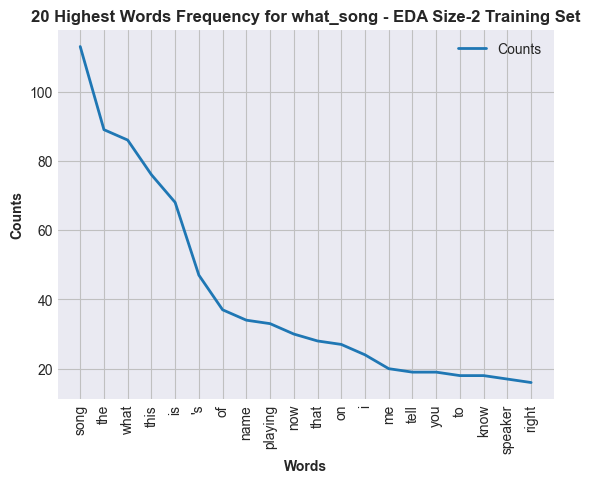 20 Highest Words Frequency for what_song - EDA Size-2 Training Set
Counts
Counts
100
80
60
40
20
song
the
what
this
is
's
of
name
playing
now
that
on
i
me
tell
you
to
know
speaker
right
Words